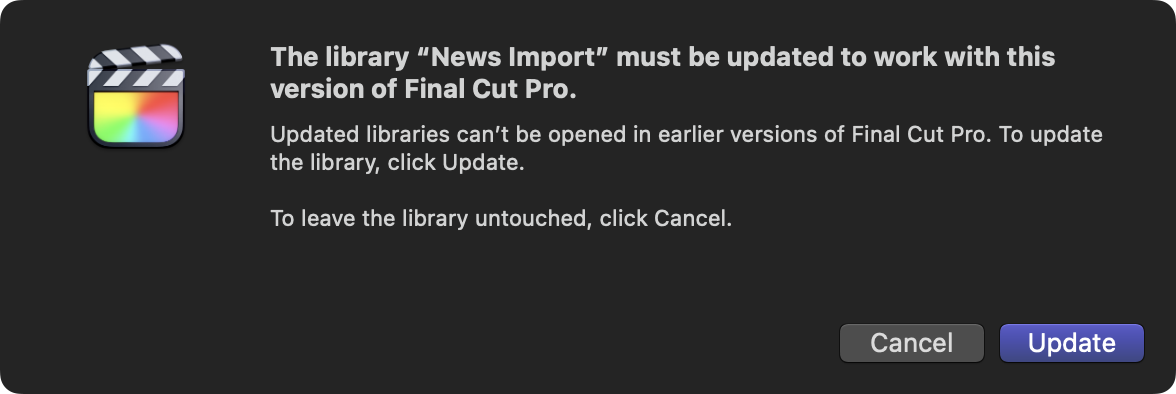 The library “News Import” must be updated to work with this
version of Final Cut Pro.
Updated libraries can’t be opened in earlier versions of Final Cut Pro. To update
the library, click Update.
To leave the library untouched, click Cancel.
Cancel
Update